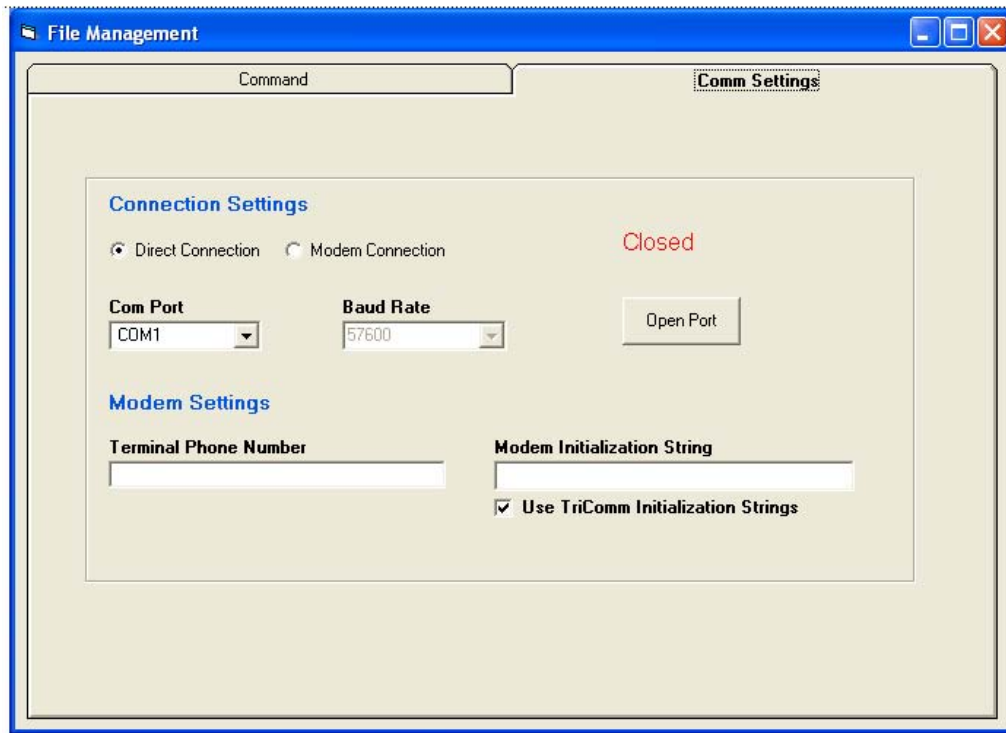 File Management
Command
Comm Settings
Connection Settings
Direct Connection Modem Connection
Closed
Com Port Baud Rate
COM1 57600
Open Port
Modem Settings
Terminal Phone Number Modem Initialization String
Use TriComm Initialization Strings